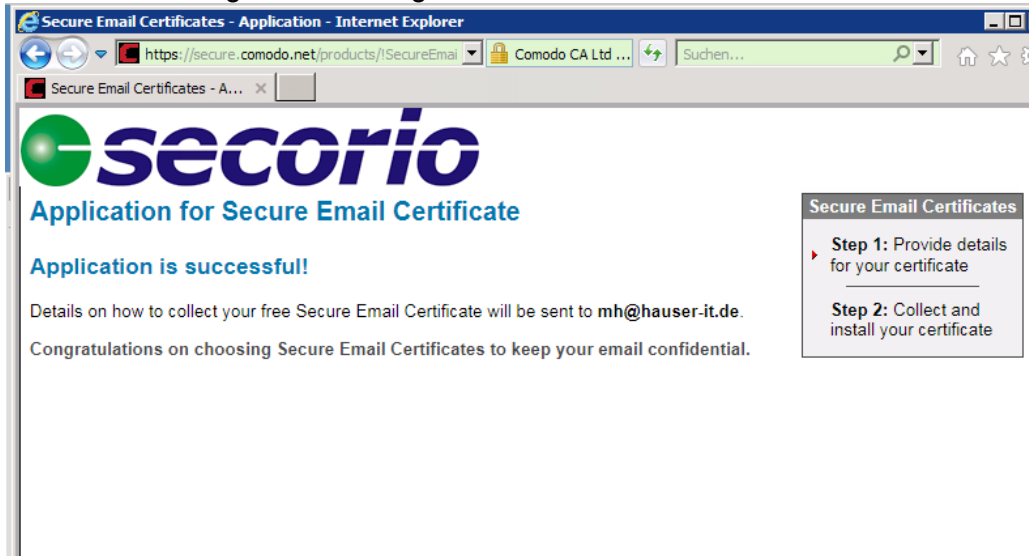 Secure Email Certificates - Application - Internet Explorer
https://secure.comodo.net/products/!SecureEmai
Comodo CA Ltd ...
Suchen...
Secure Email Certificates - A...
secorio
Application for Secure Email Certificate
Application is successful!
Details on how to collect your free Secure Email Certificate will be sent to mh@hauser-it.de.
Congratulations on choosing Secure Email Certificates to keep your email confidential.
Secure Email Certificates
Step 1: Provide details
for your certificate
Step 2: Collect and
install your certificate